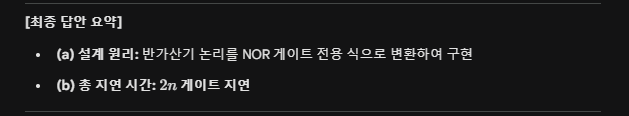 [최종 답안 요약]
• (a) 설계 원리: 반가산기 논리를 NOR 게이트 전용 식으로 변환하여 구현
• (b) 총 지연 시간: 2n 게이트 지연